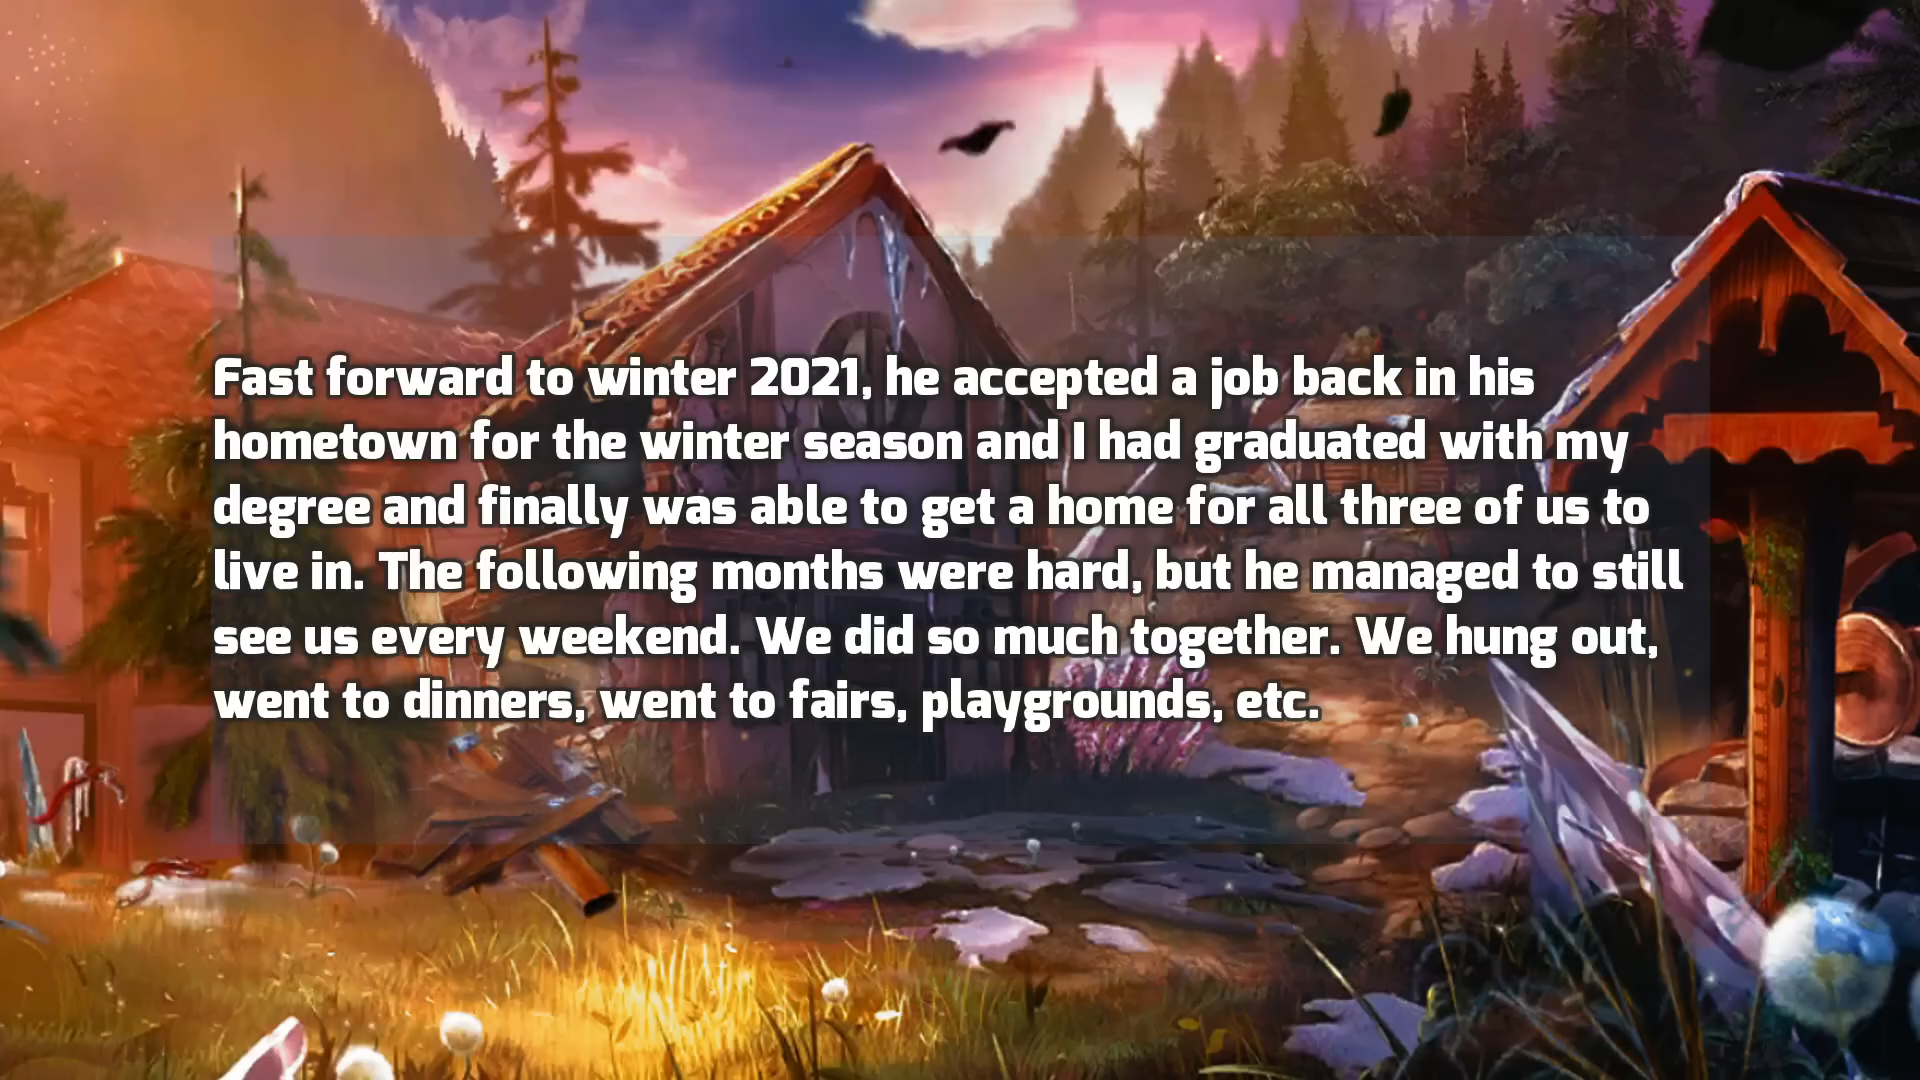 Fast forward to winter 2021, he accepted a job back in his
hometown for the winter season and I had graduated with my
degree and finally was able to get a home for all three of us to
live in. The following months were hard, but he managed to still
see us every weekend. We did so much together. We hung out,
went to dinners, went to fairs, playgrounds, etc.